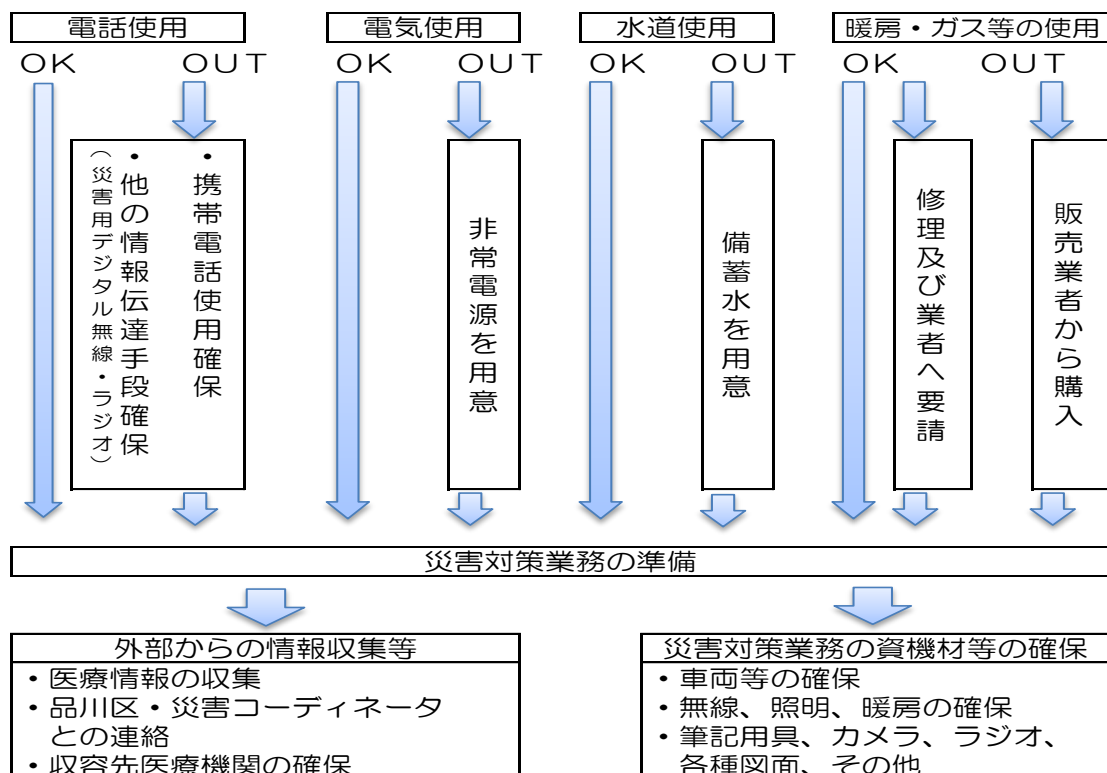 電話使用
電気使用
水道使用
暖房・ガス等の使用
OK
OUT
OK
OUT
OK
OUT
OK
OUT
・携帯電話使用確保
・他の情報伝達手段確保
（災害用デジタル無線・ラジオ）
非常電源を用意
備蓄水を用意
修理及び業者へ要請
販売業者から購入
災害対策業務の準備
外部からの情報収集等
・医療情報の収集
・品川区・災害コーディネータ
との連絡
・収容先医療機関の確保
災害対策業務の資機材等の確保
・車両等の確保
・無線、照明、暖房の確保
・筆記用具、カメラ、ラジオ、
各種図面、その他